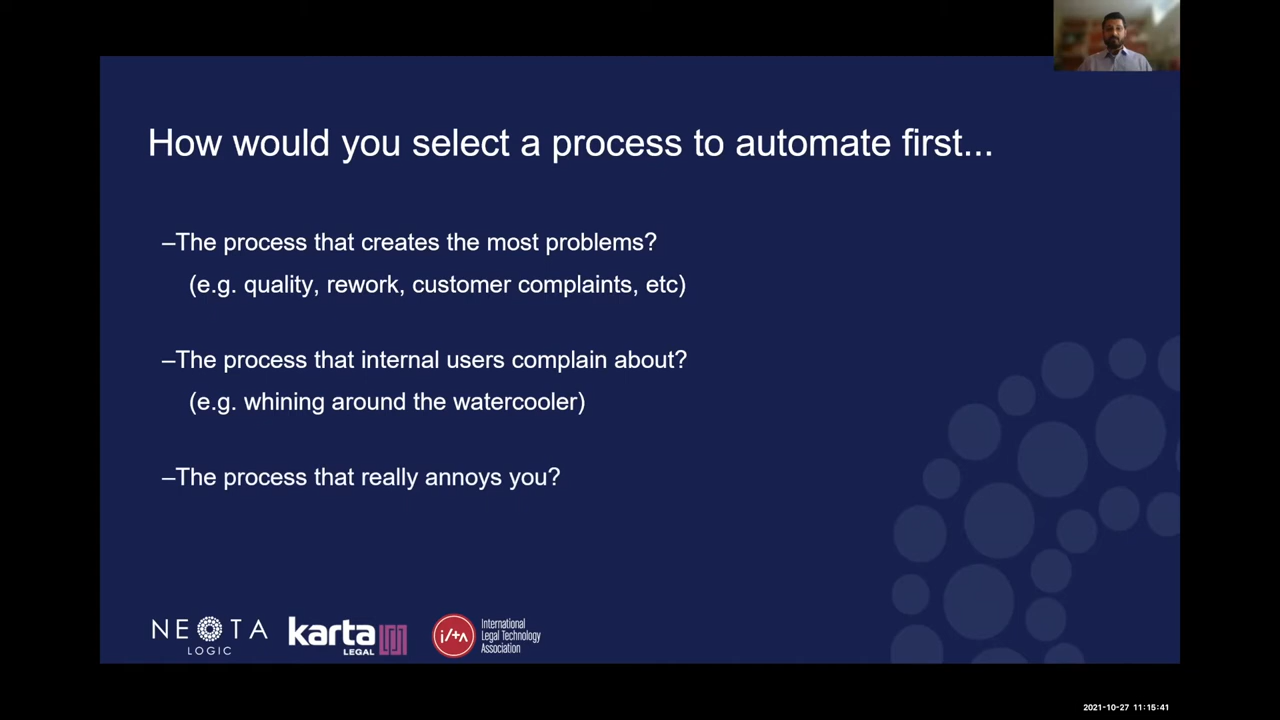 How would you select a process to automate first...
–The process that creates the most problems?
(e.g. quality, rework, customer complaints, etc)
–The process that internal users complain about?
(e.g. whining around the watercooler)
–The process that really annoys you?
NEOTA
LOGIC
karta
LEGAL
i/tA
International
Legal Technology
Association
2021-10-27 11:15:41